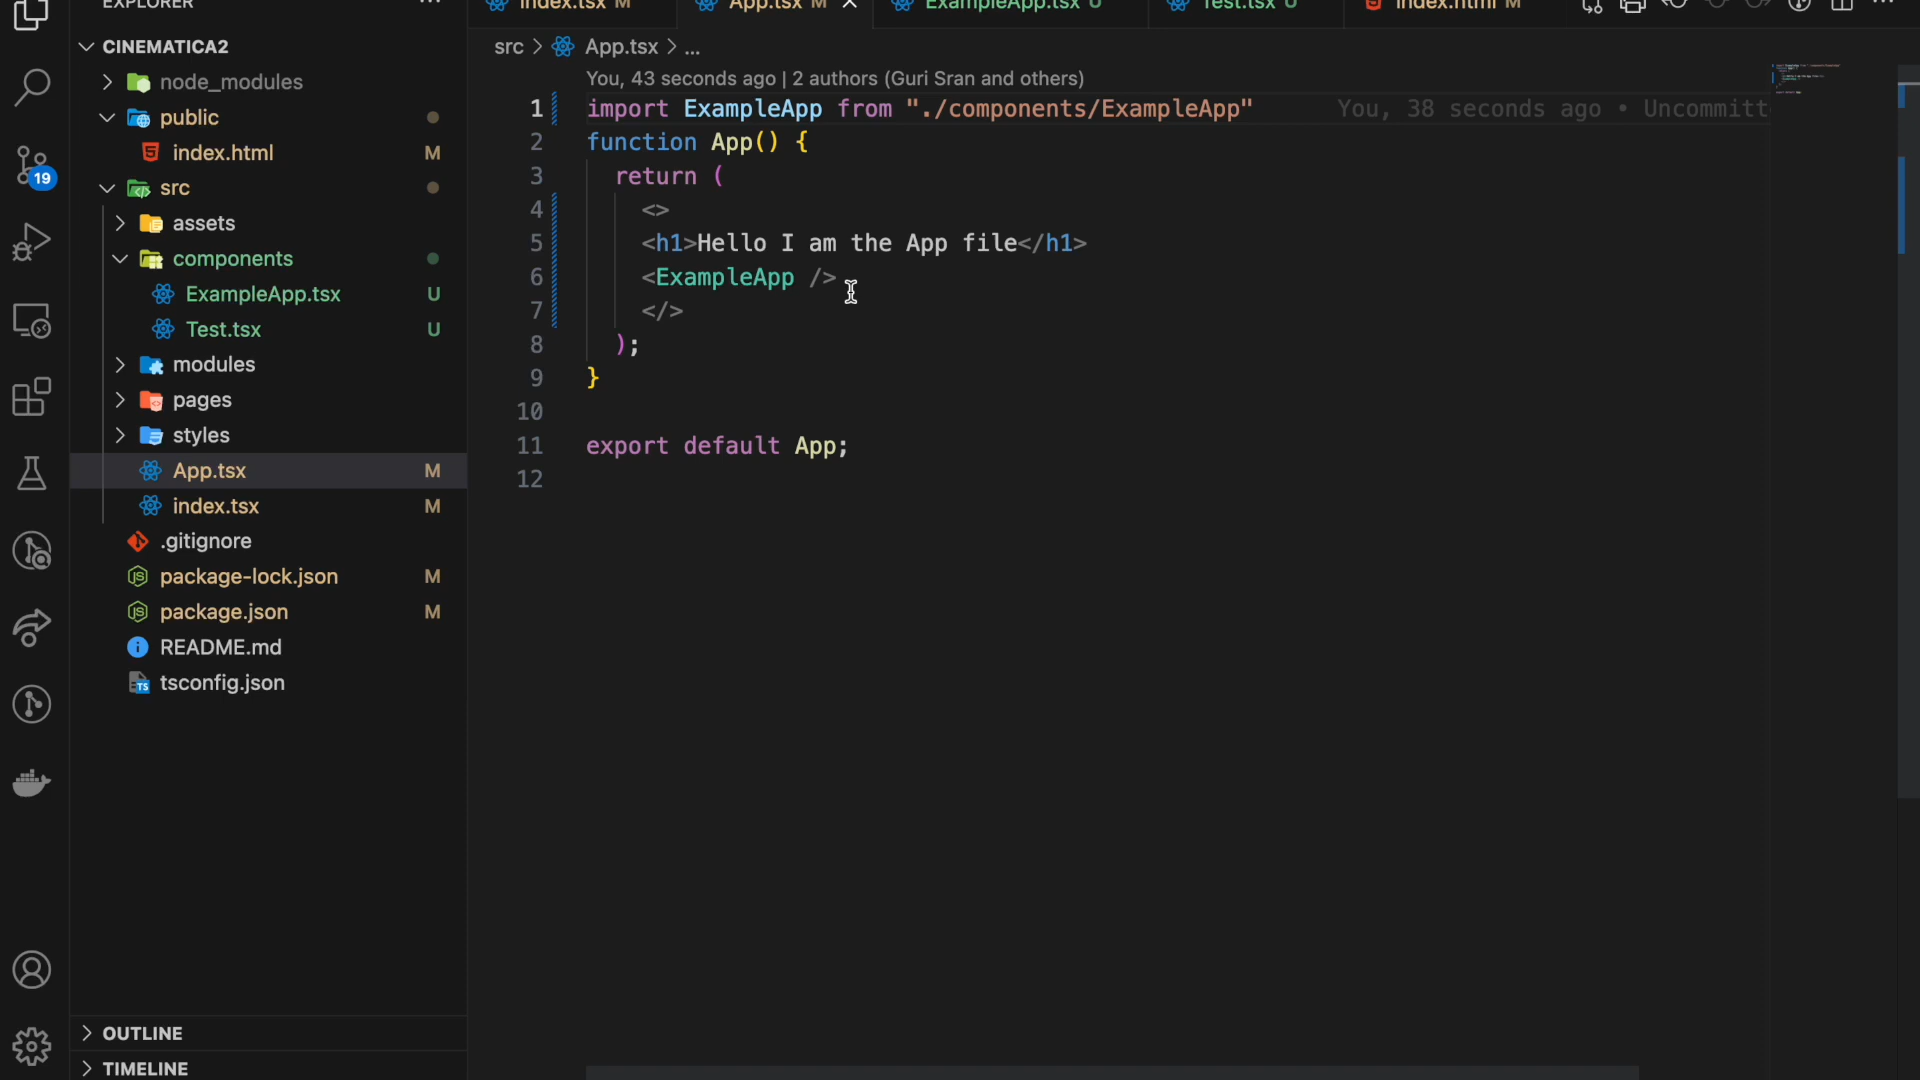 EXPLORER
index.tsx M
App.tsx M
ExampleApp.tsx U
Test.tsx U
index.html M
CINEMATICA2
node_modules
public
index.html M
src
assets
components
ExampleApp.tsx U
Test.tsx U
modules
pages
styles
App.tsx M
index.tsx M
.gitignore
package-lock.json M
package.json M
README.md
tsconfig.json
OUTLINE
TIMELINE
19
src > App.tsx > ...
You, 43 seconds ago | 2 authors (Guri Sran and others)
1 import ExampleApp from "./components/ExampleApp" You, 38 seconds ago • Uncommitt
2 function App() {
3 return (
4 <>
5 <h1>Hello I am the App file</h1>
6 <ExampleApp />
7 </>
8 );
9 }
10
11 export default App;
12